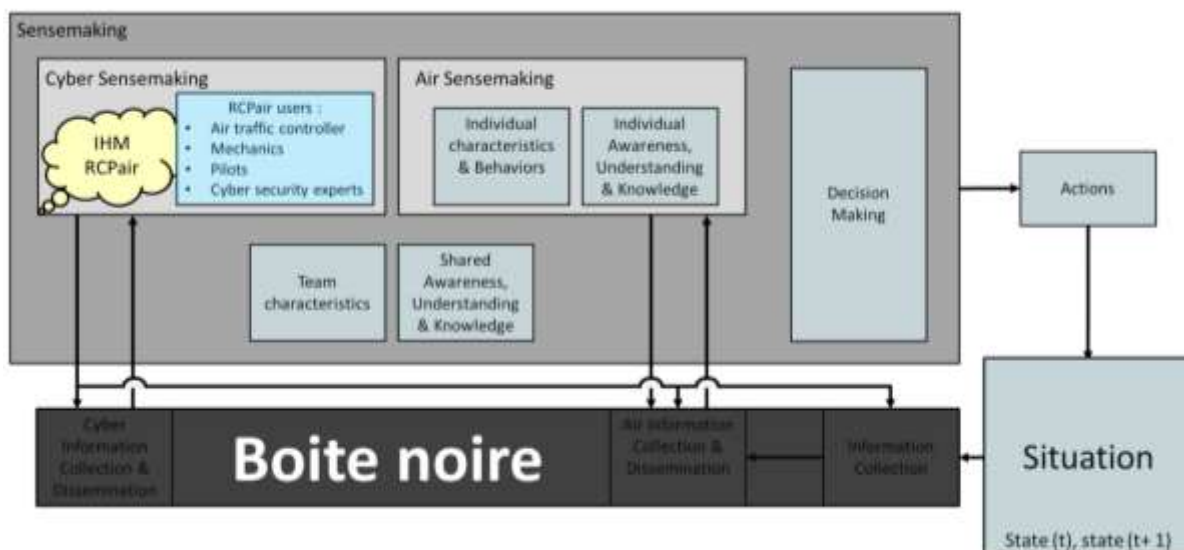 Sensemaking
Cyber Sensemaking
IHM
RCPair
RCPair users :
• Air traffic controller
• Mechanics
• Pilots
• Cyber security experts
Air Sensemaking
Individual
characteristics
& Behaviors
Individual
Awareness,
Understanding
& Knowledge
Decision
Making
Actions
Team
characteristics
Shared
Awareness,
Understanding
& Knowledge
Cyber
Information
Collection &
Dissemination
Boite noire
Air Information
Collection &
Dissemination
Information
Collection
Situation
State (t), state (t+ 1)